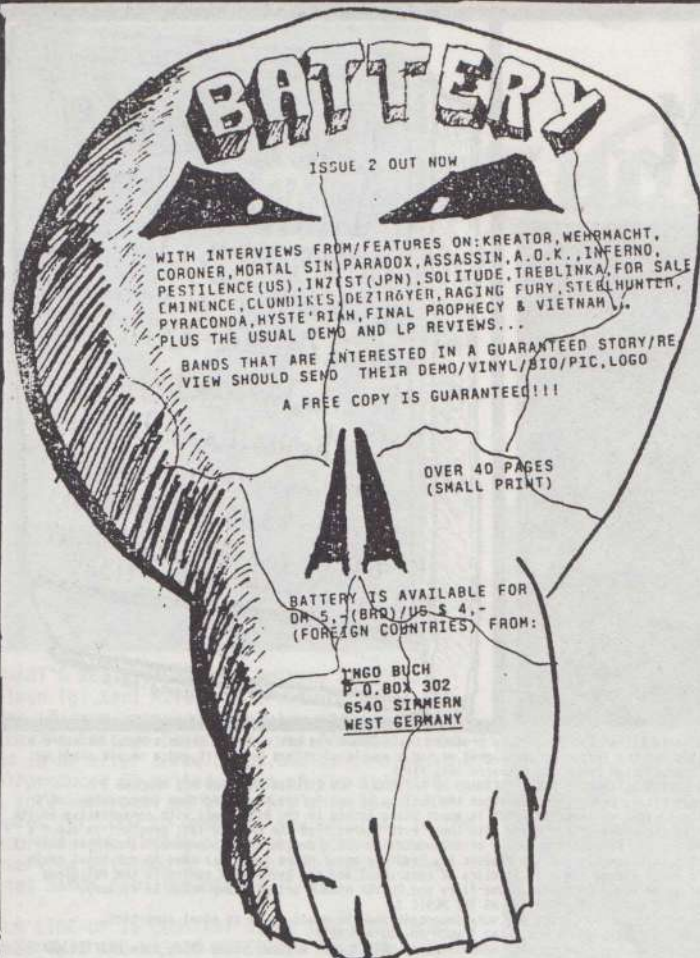 BATTERY
ISSUE 2 OUT NOW
WITH INTERVIEWS FROM/FEATURES ON:KREATOR,WEHRMACHT,
CORONER,MORTAL SIN,PARADOX,ASSASSIN,A.O.K.,INFERNO,
PESTILENCE(US),INZEST(JPN),SOLITUDE,TREBLINKA,FOR SALE
EMINENCE,CLONDIKES,DEZTROYER,RAGING FURY,STEELHUNTER,
PYRACONDA,HYSTE'RIAH,FINAL PROPHECY & VIETNAM...
PLUS THE USUAL DEMO AND LP REVIEWS...
BANDS THAT ARE INTERESTED IN A GUARANTEED STORY/RE
VIEW SHOULD SEND THEIR DEMO/VINYL/BIO/PIC,LOGO
A FREE COPY IS GUARANTEED!!!
OVER 40 PAGES
(SMALL PRINT)
BATTERY IS AVAILABLE FOR
DM 5,-(BRD)/US $ 4,-
(FOREIGN COUNTRIES) FROM:
INGO BUCH
P.O.BOX 302
6540 SIMMERN
WEST GERMANY